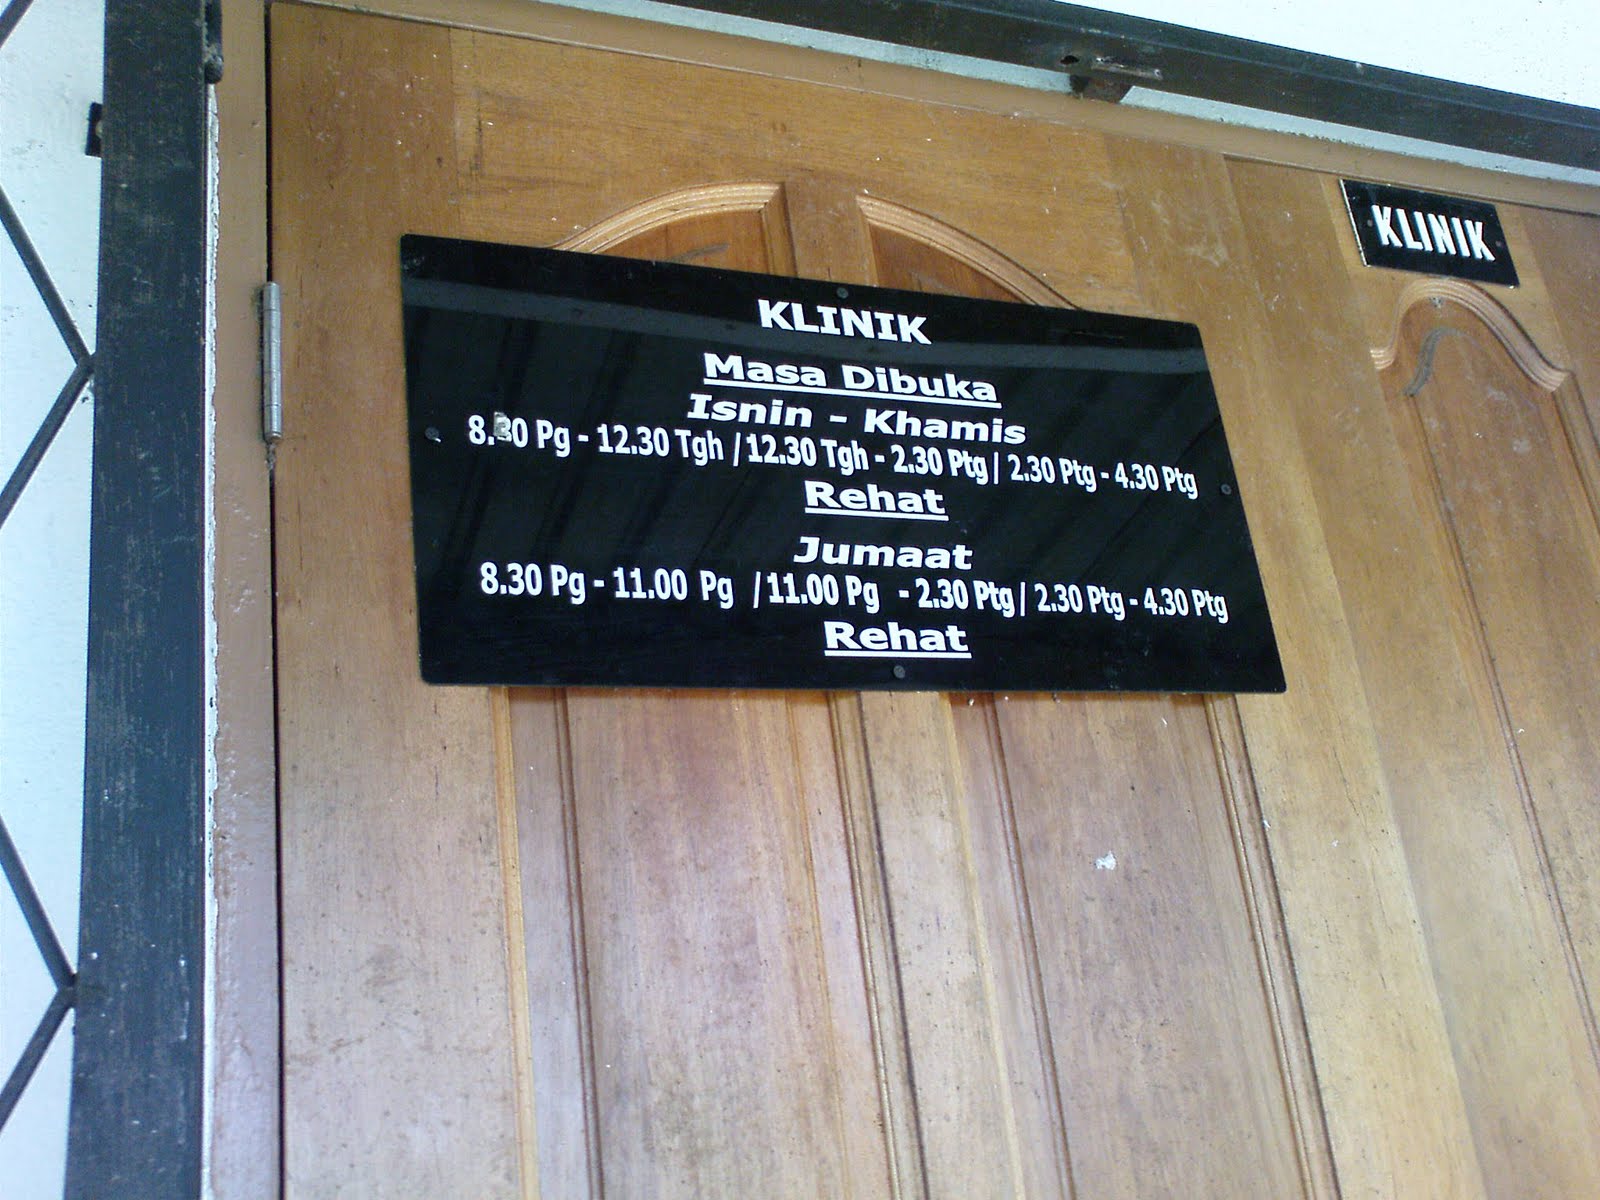 KLINIK
KLINIK
Masa Dibuka
Isnin - Khamis
8.30 Pg - 12.30 Tgh / 12.30 Tgh - 2.30 Ptg / 2.30 Ptg - 4.30 Ptg
Rehat
Jumaat
8.30 Pg - 11.00 Pg / 11.00 Pg - 2.30 Ptg / 2.30 Ptg - 4.30 Ptg
Rehat